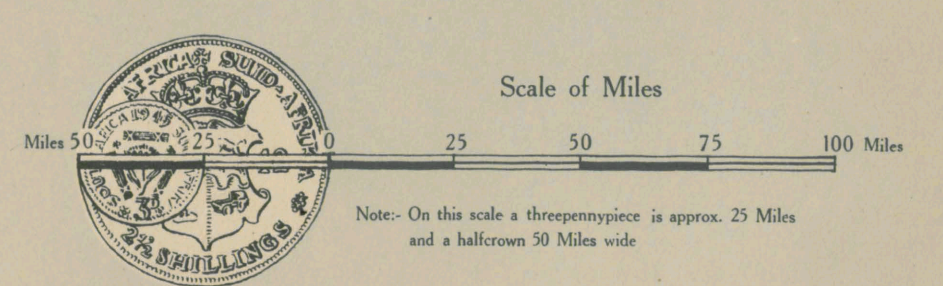 Scale of Miles
AFRICA SUID-AFRIKA
2½ SHILLINGS
AFRICA 1943
3D
Miles 50 25 0 25 50 75 100 Miles
Note:- On this scale a threepennypiece is approx. 25 Miles
and a halfcrown 50 Miles wide